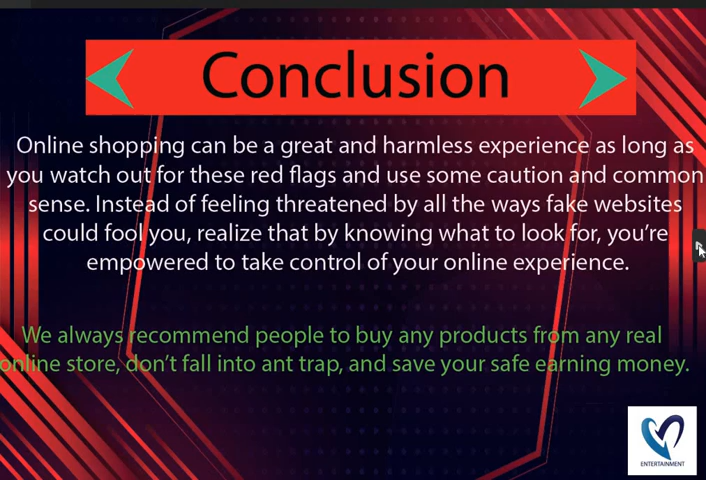 Conclusion
Online shopping can be a great and harmless experience as long as
you watch out for these red flags and use some caution and common
sense. Instead of feeling threatened by all the ways fake websites
could fool you, realize that by knowing what to look for, you're
empowered to take control of your online experience.
We always recommend people to buy any products from any real
online store, don't fall into ant trap, and save your safe earning money.
ENTERTAINMENT